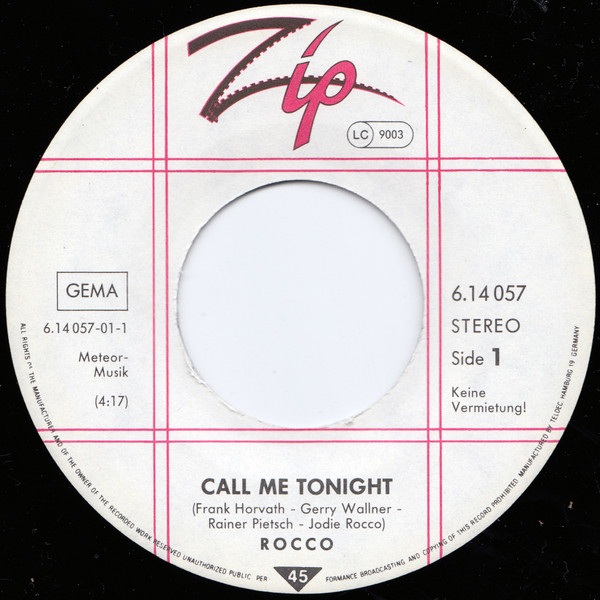 Zip
LC 9003
GEMA
6.14 057-01-1
Meteor-
Musik
(4:17)
6.14 057
STEREO
Side 1
Keine
Vermietung!
CALL ME TONIGHT
(Frank Horvath - Gerry Wallner -
Rainer Pietsch - Jodie Rocco)
ROCCO
45
ALL RIGHTS OF THE MANUFACTURER AND OF THE OWNER OF THE RECORDED WORK RESERVED UNAUTHORIZED PUBLIC PERFORMANCE BROADCASTING AND COPYING OF THIS RECORD PROHIBITED MANUFACTURED BY TELDEC HAMBURG 19 GERMANY